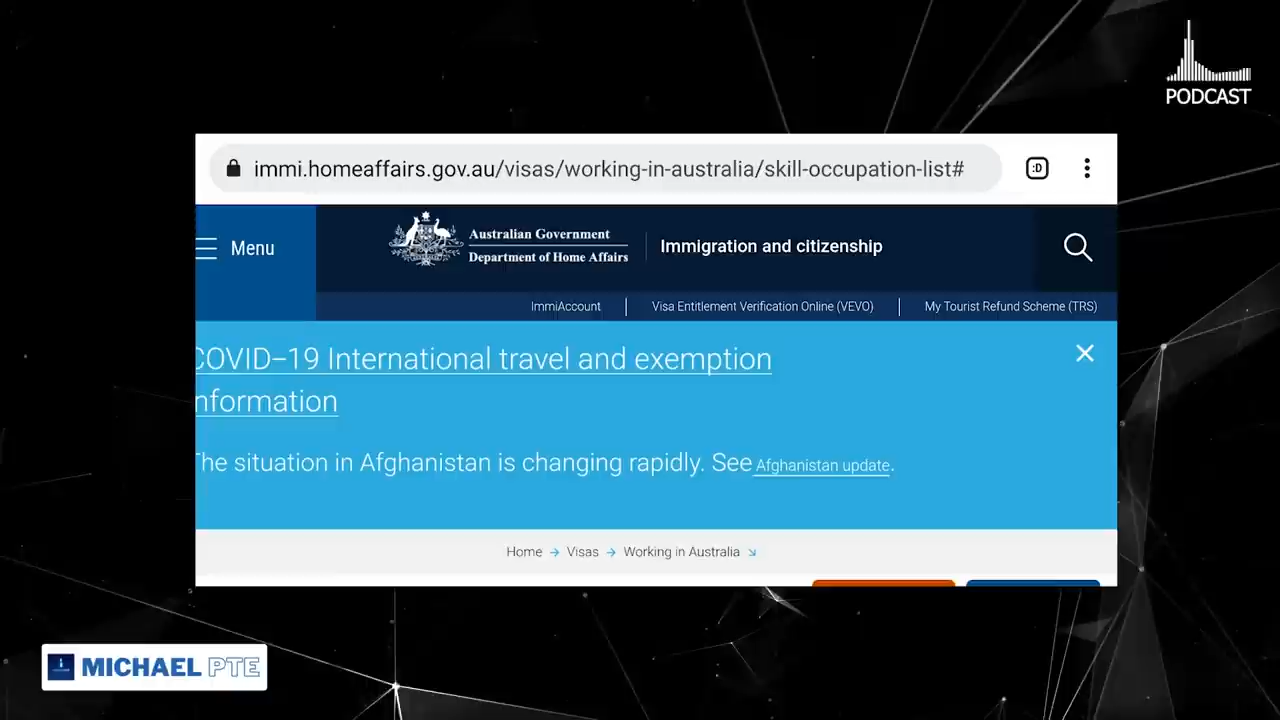 PODCAST
immi.homeaffairs.gov.au/visas/working-in-australia/skill-occupation-list#
:D
Menu
Australian Government
Department of Home Affairs
Immigration and citizenship
ImmiAccount
Visa Entitlement Verification Online (VEVO)
My Tourist Refund Scheme (TRS)
COVID–19 International travel and exemption
nformation
The situation in Afghanistan is changing rapidly. See Afghanistan update.
Home
Visas
Working in Australia
MICHAEL PTE